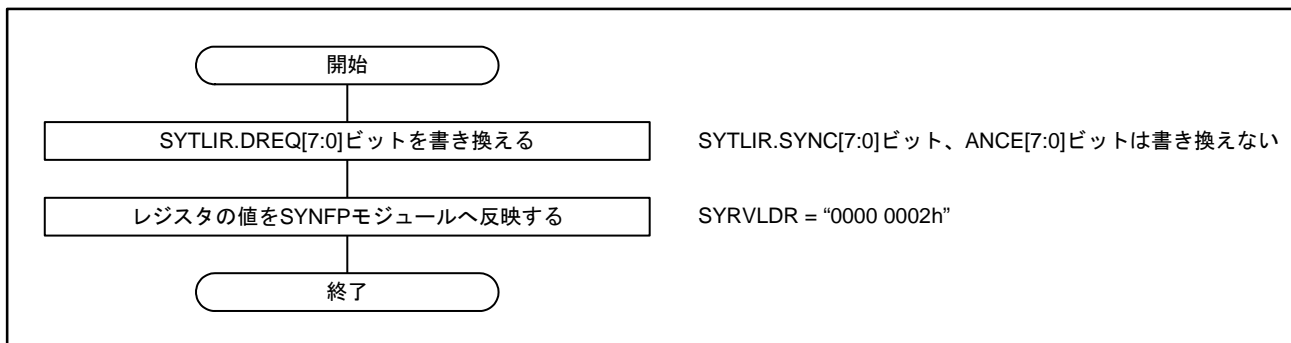 開始
SYTLIR.DREQ[7:0]ビットを書き換える
SYTLIR.SYNC[7:0]ビット、ANCE[7:0]ビットは書き換えない
レジスタの値をSYNFPモジュールへ反映する
SYRVLDR = “0000 0002h”
終了